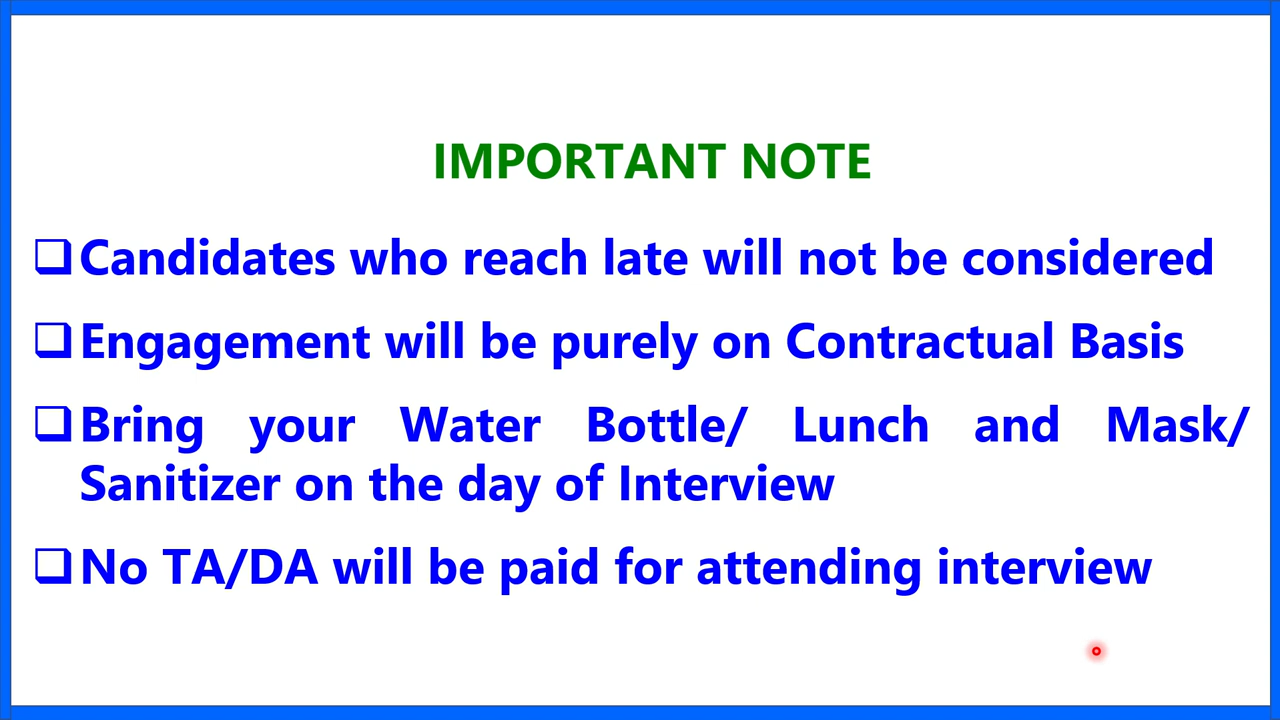 IMPORTANT NOTE
❑Candidates who reach late will not be considered
❑Engagement will be purely on Contractual Basis
❑Bring your Water Bottle/ Lunch and Mask/
Sanitizer on the day of Interview
❑No TA/DA will be paid for attending interview